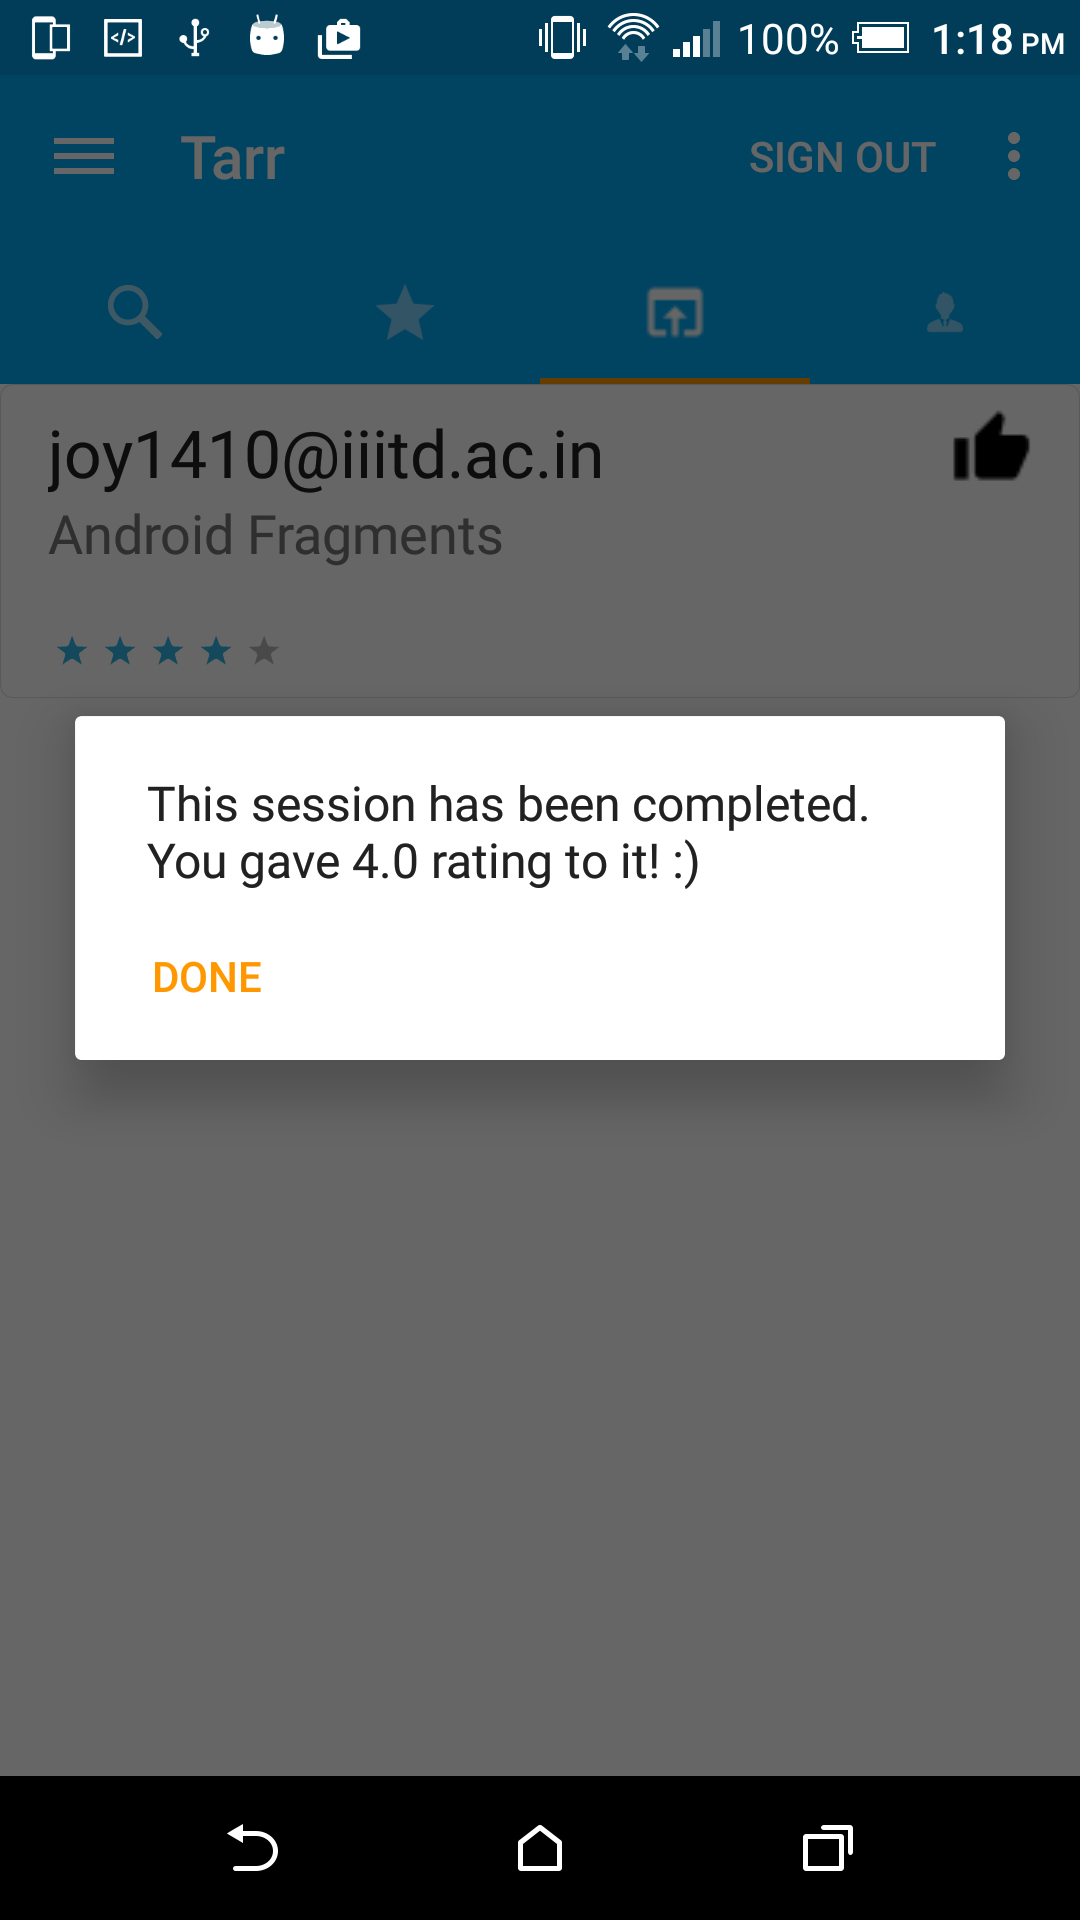 100% 1:18 PM
Tarr SIGN OUT
joy1410@iiitd.ac.in
Android Fragments
This session has been completed.
You gave 4.0 rating to it! :)
DONE